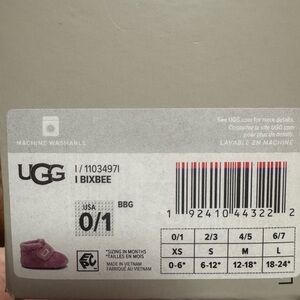 MACHINE WASHABLE
See UGG.com for more details.
Consultez le site UGG.com
pour plus de détails.
LAVABLE EN MACHINE
UGG
I / 1103497I
I BIXBEE
USA
0/1
BBG
1 92410 44322 2
*SIZING IN MONTHS
*TAILLES EN MOIS
MADE IN VIETNAM
FABRIQUÉ AU VIETNAM
0/1 2/3 4/5 6/7
XS S M L
0-6* 6-12* 12-18* 18-24*